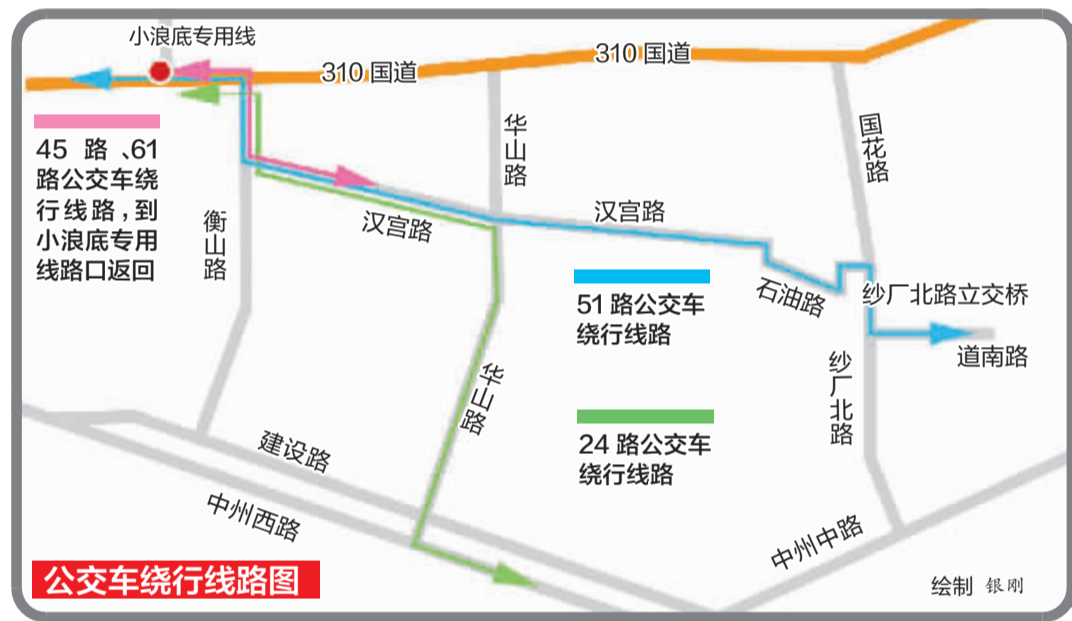 小浪底专用线
310 国道
310 国道
45 路、61
路公交车绕
行线路，到
小浪底专用
线路口返回
华山路
国花路
衡山路
汉宫路
汉宫路
51 路公交车
绕行线路
石油路
纱厂北路立交桥
道南路
纱厂北路
华山路
24 路公交车
绕行线路
建设路
中州西路
中州中路
公交车绕行线路图
绘制 银刚